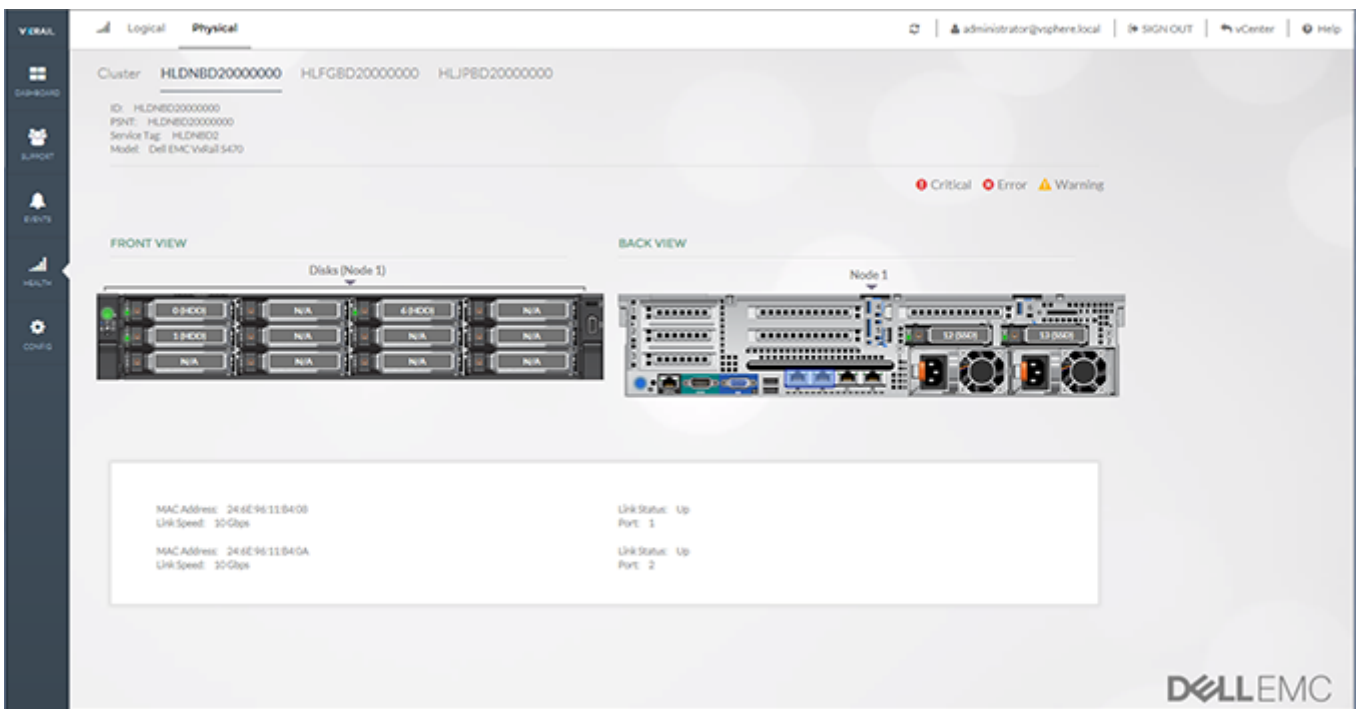 VXRAIL
Logical Physical
administrator@vsphere.local SIGN OUT vCenter Help
DASHBOARD
SUPPORT
EVENTS
HEALTH
CONFIG
Cluster HLDNBD20000000 HLFGBD20000000 HLJPBD20000000
ID: HLDNBD20000000
PSNT: HLDNBD20000000
Service Tag: HLDNBD2
Model: Dell EMC VxRail S470
Critical Error Warning
FRONT VIEW
Disks (Node 1)
0 (HDD) N/A 6 (HDD) N/A
1 (HDD) N/A N/A N/A
N/A N/A N/A N/A
BACK VIEW
Node 1
12 (SSD) 13 (SSD)
MAC Address: 24:6E:96:11:B4:08 Link Status: Up
Link Speed: 10 Gbps Port: 1
MAC Address: 24:6E:96:11:B4:0A Link Status: Up
Link Speed: 10 Gbps Port: 2
DELLEMC